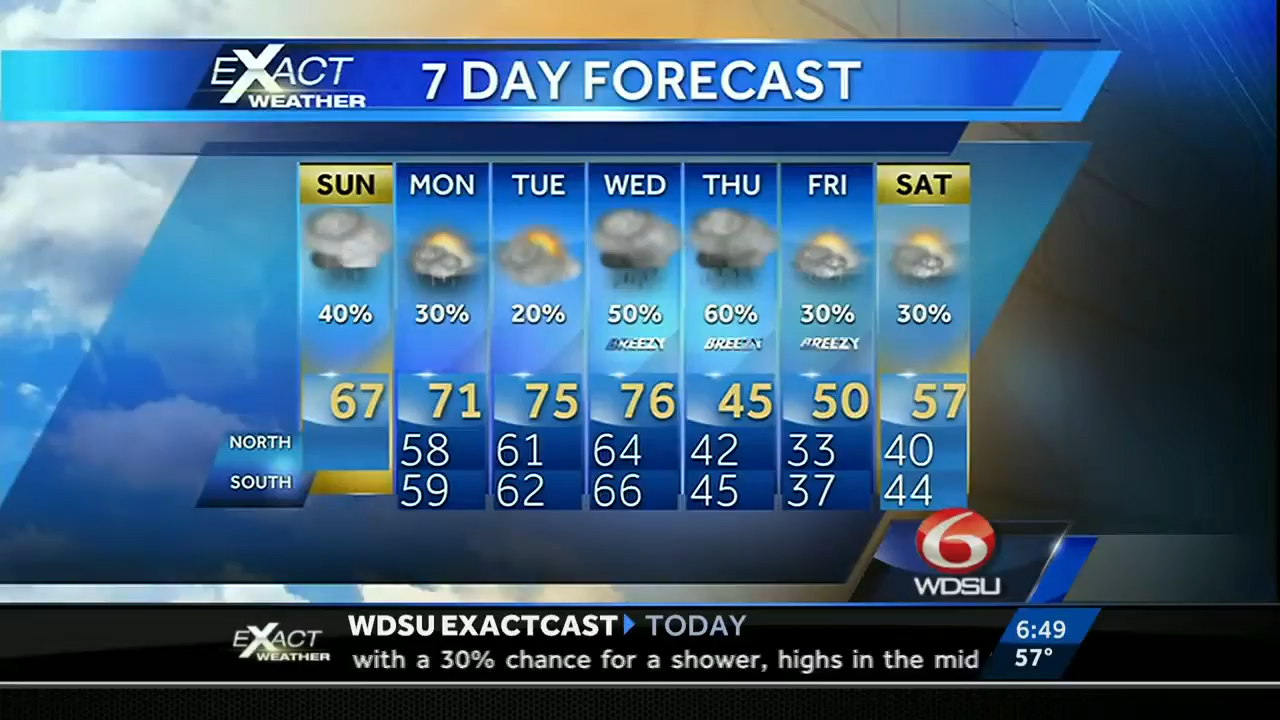 EXACT WEATHER
7 DAY FORECAST
SUN MON TUE WED THU FRI SAT
40% 30% 20% 50% 60% 30% 30%
BREEZY BREEZY BREEZY
67 71 75 76 45 50 57
NORTH 58 61 64 42 33 40
SOUTH 59 62 66 45 37 44
6
WDSU
EXACT WEATHER
WDSU EXACTCAST TODAY
with a 30% chance for a shower, highs in the mid
6:49
57°